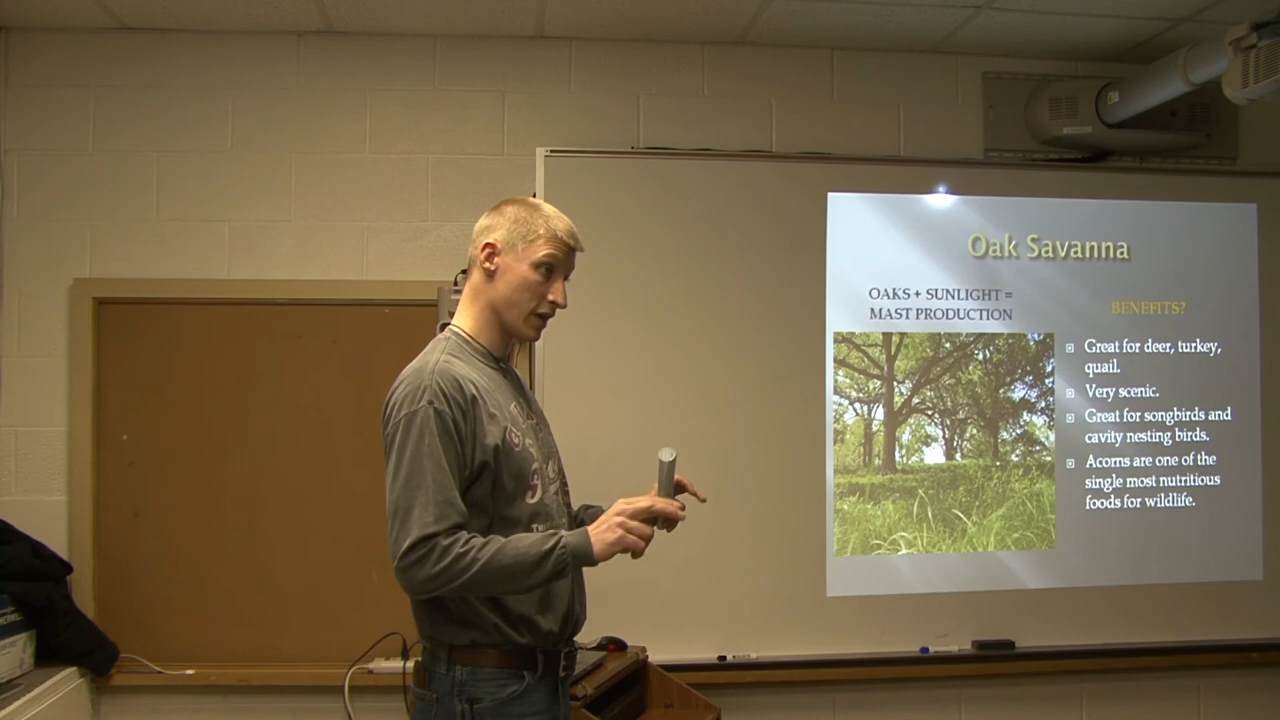 Oak Savanna
OAKS + SUNLIGHT =
MAST PRODUCTION
BENEFITS?
Great for deer, turkey,
quail.
Very scenic.
Great for songbirds and
cavity nesting birds.
Acorns are one of the
single most nutritious
foods for wildlife.